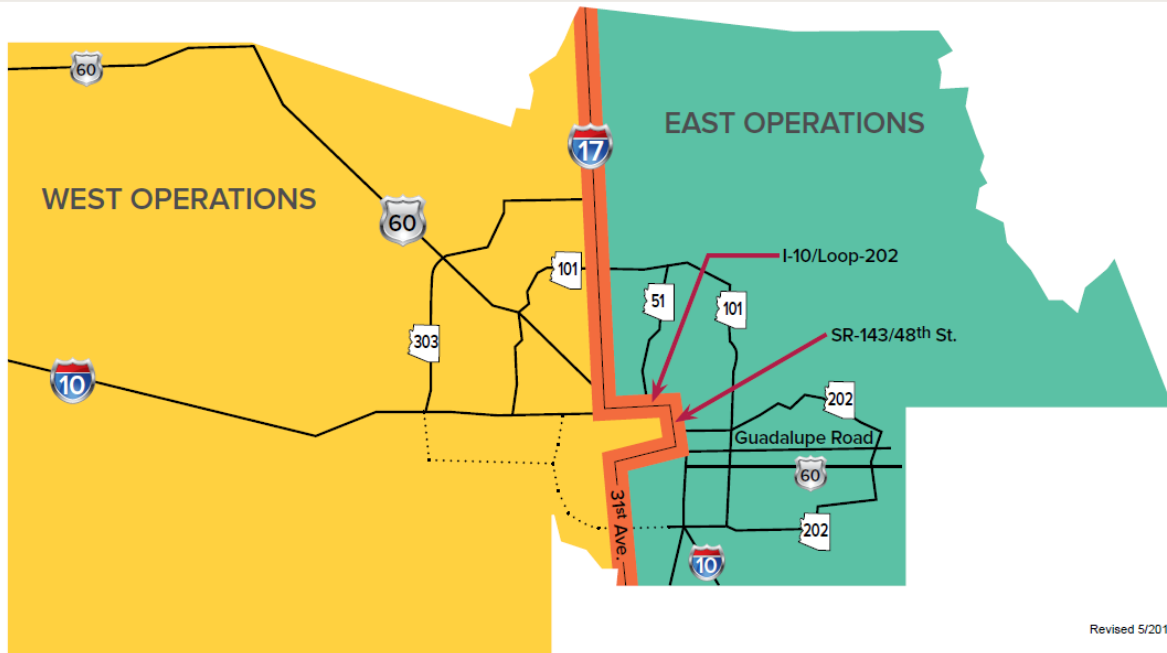 60
17
EAST OPERATIONS
WEST OPERATIONS
60
I-10/Loop-202
101
51
101
SR-143/48th St.
303
10
202
Guadalupe Road
60
31st Ave.
202
10
Revised 5/201